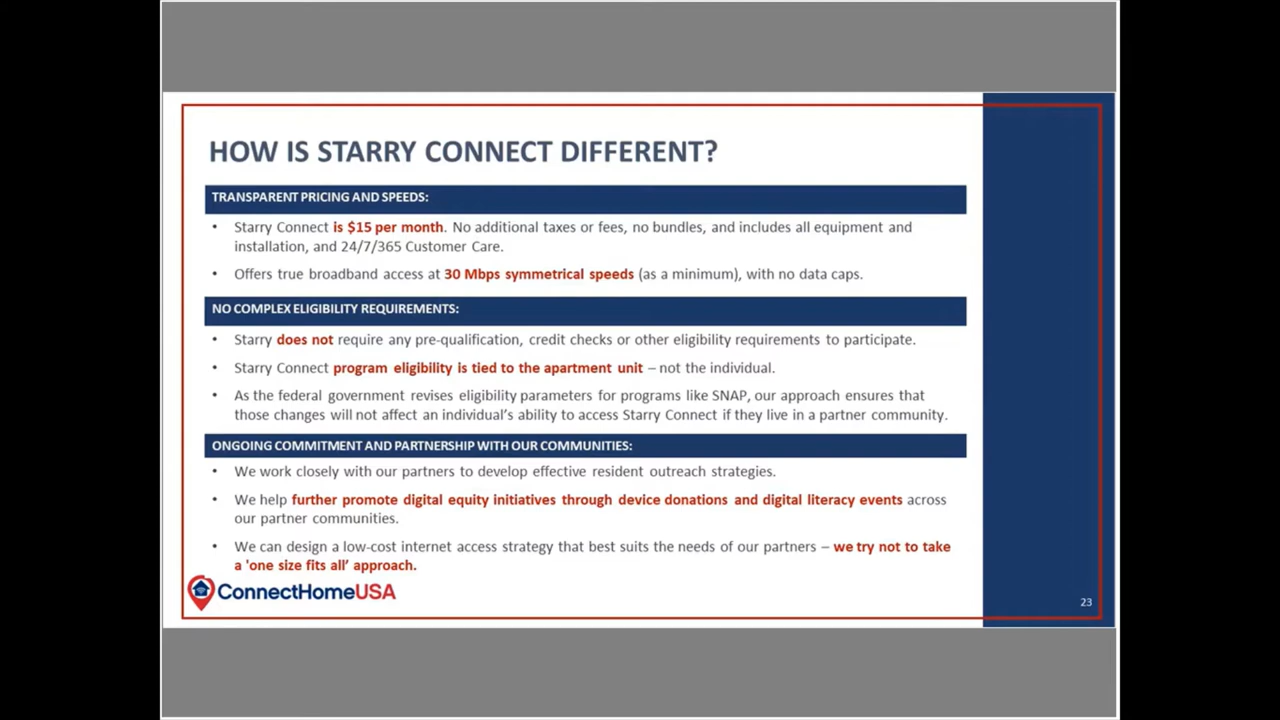 HOW IS STARRY CONNECT DIFFERENT?
TRANSPARENT PRICING AND SPEEDS:
• Starry Connect is $15 per month. No additional taxes or fees, no bundles, and includes all equipment and
installation, and 24/7/365 Customer Care.
• Offers true broadband access at 30 Mbps symmetrical speeds (as a minimum), with no data caps.
NO COMPLEX ELIGIBILITY REQUIREMENTS:
• Starry does not require any pre-qualification, credit checks or other eligibility requirements to participate.
• Starry Connect program eligibility is tied to the apartment unit – not the individual.
• As the federal government revises eligibility parameters for programs like SNAP, our approach ensures that
those changes will not affect an individual’s ability to access Starry Connect if they live in a partner community.
ONGOING COMMITMENT AND PARTNERSHIP WITH OUR COMMUNITIES:
• We work closely with our partners to develop effective resident outreach strategies.
• We help further promote digital equity initiatives through device donations and digital literacy events across
our partner communities.
• We can design a low-cost internet access strategy that best suits the needs of our partners – we try not to take
a 'one size fits all’ approach.
ConnectHomeUSA
23